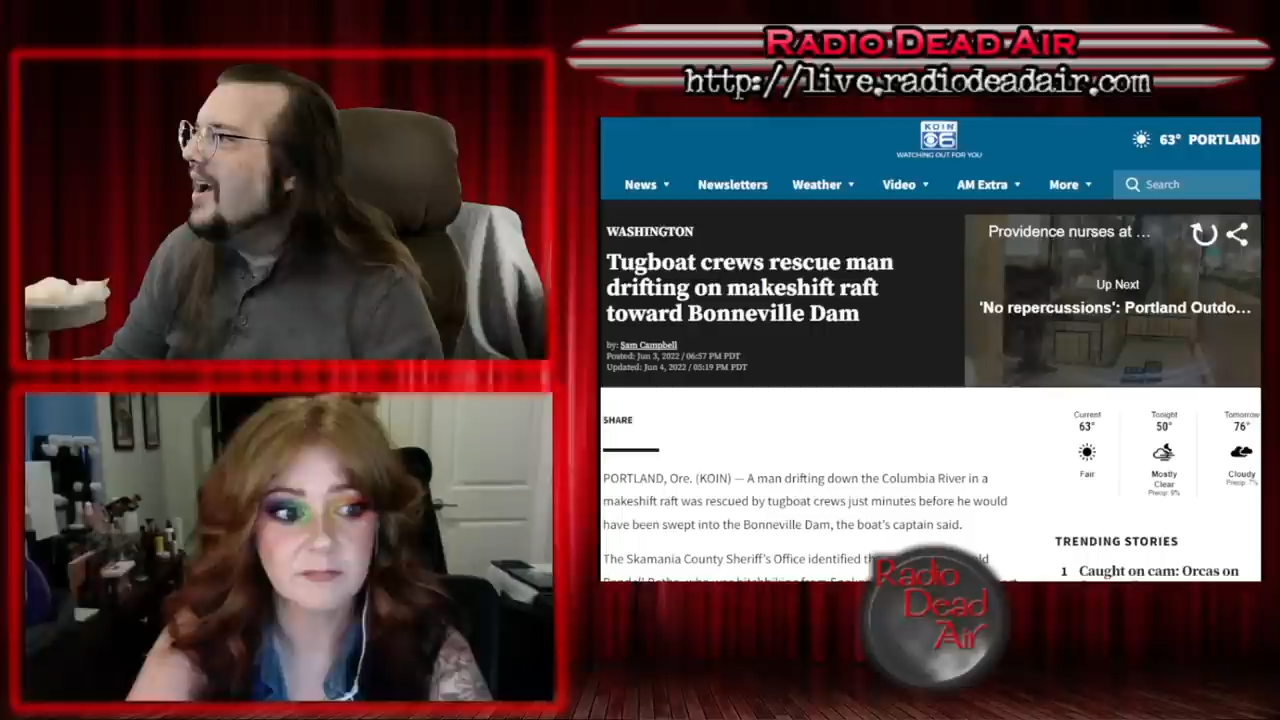 RADIO DEAD AIR
http://live.radiodeadair.com
KOIN
6
WATCHING OUT FOR YOU
63° PORTLAND
News Newsletters Weather Video AM Extra More Search
WASHINGTON
Tugboat crews rescue man
drifting on makeshift raft
toward Bonneville Dam
by: Sam Campbell
Posted: Jun 3, 2022 / 06:57 PM PDT
Updated: Jun 4, 2022 / 05:19 PM PDT
Providence nurses at ...
Up Next
'No repercussions': Portland Outdo...
SHARE
PORTLAND, Ore. (KOIN) — A man drifting down the Columbia River in a
makeshift raft was rescued by tugboat crews just minutes before he would
have been swept into the Bonneville Dam, the boat's captain said.
The Skamania County Sheriff's Office identified
Current Tonight Tomorrow
63° 50° 76°
Fair Mostly Clear Cloudy
Precip: 9% Precip: 7%
TRENDING STORIES
1 Caught on cam: Orcas on
Radio
Dead
Air